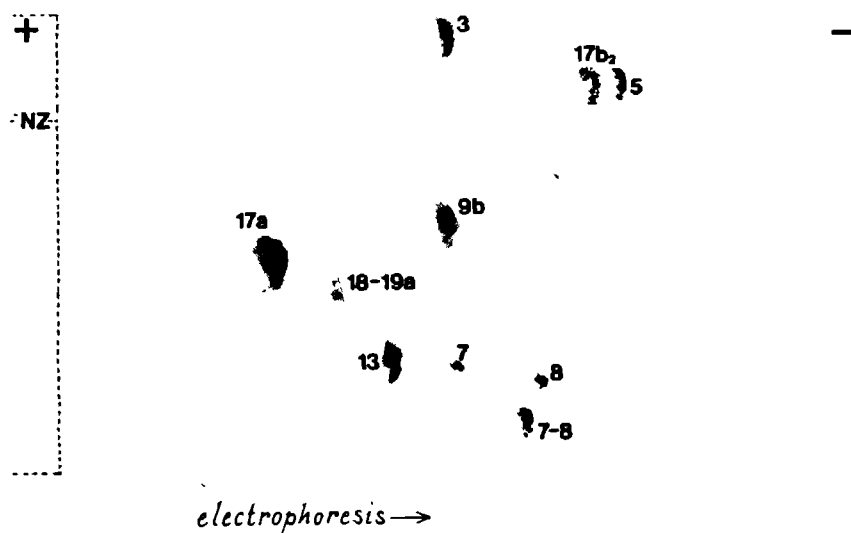 +
3
−
17b₂
5
NZ
9b
17a
18-19a
13
7
8
7-8
electrophoresis →